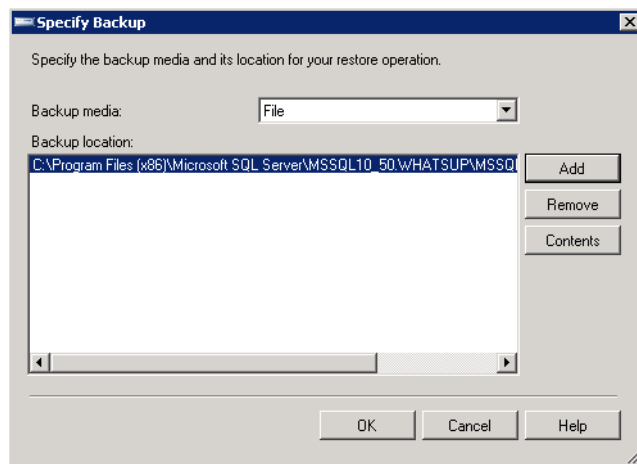 Specify Backup
Specify the backup media and its location for your restore operation.
Backup media:
File
Backup location:
C:\Program Files (x86)\Microsoft SQL Server\MSSQL10_50.WHATSUP\MSSQL
Add
Remove
Contents
OK
Cancel
Help